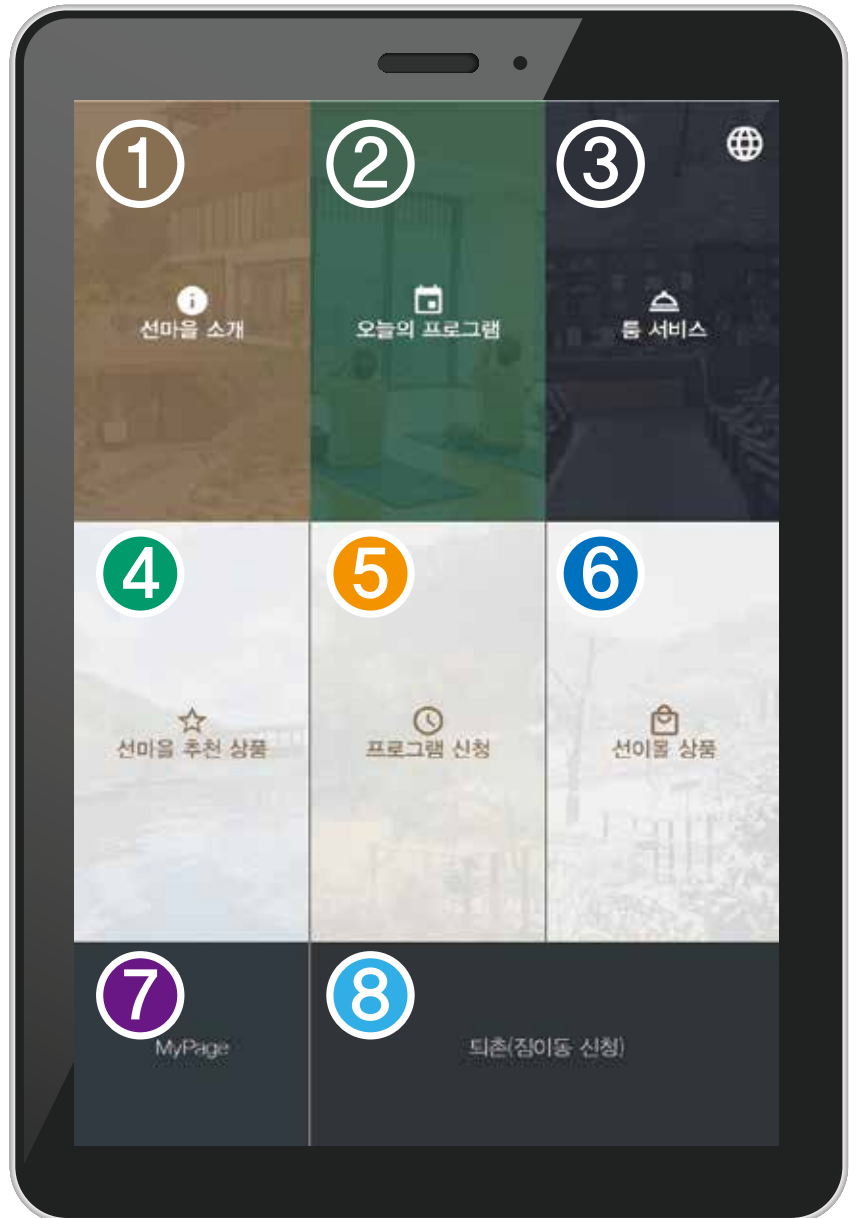 ① ② ③
선마을 소개
오늘의 프로그램
룸 서비스
④ ⑤ ⑥
선마을 추천 상품
프로그램 신청
선이몰 상품
⑦ ⑧
MyPage
퇴촌(짐이동 신청)